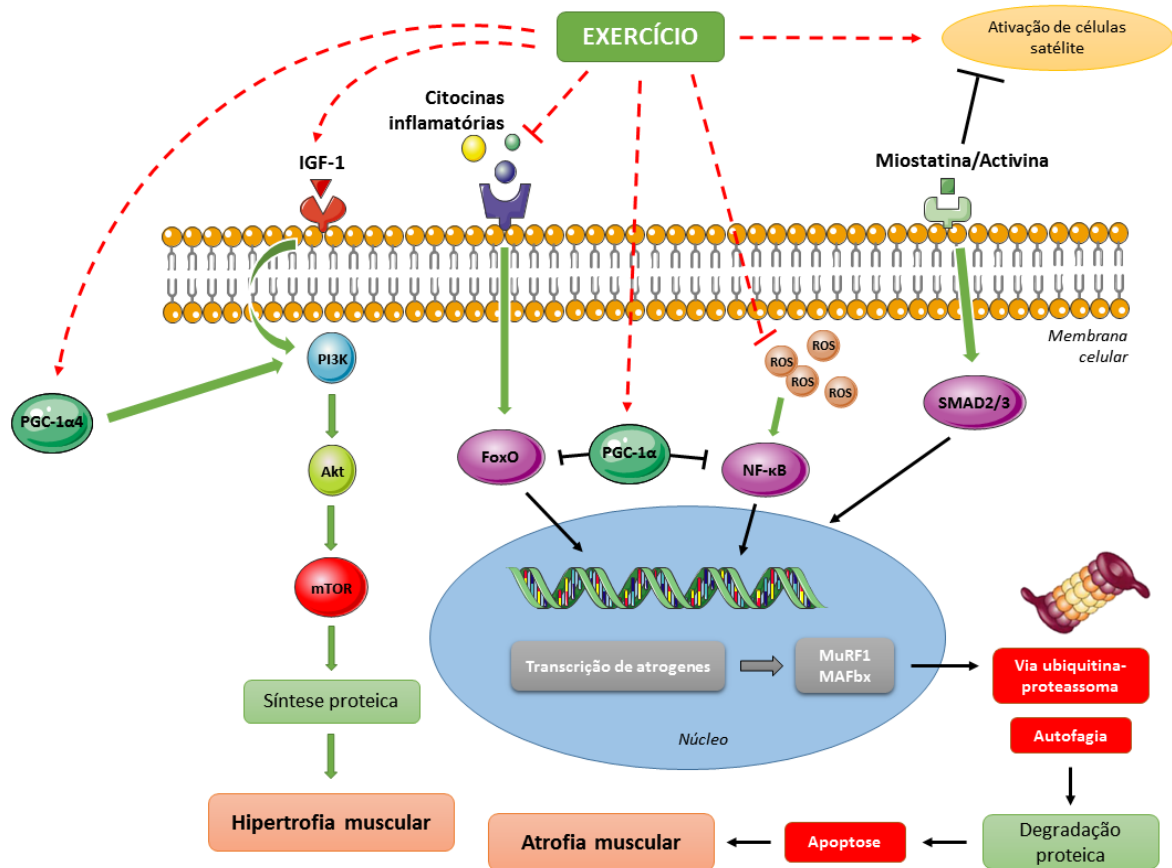 EXERCÍCIO
Ativação de células
satélite
Citocinas
inflamatórias
IGF-1
Miostatina/Activina
Membrana
celular
PI3K
ROS
ROS
ROS
ROS
PGC-1α4
SMAD2/3
FoxO
PGC-1α
NF-κB
Akt
mTOR
Transcrição de atrogenes
MuRF1
MAFbx
Via ubiquitina-
proteassoma
Síntese proteica
Núcleo
Autofagia
Hipertrofia muscular
Atrofia muscular
Apoptose
Degradação
proteica